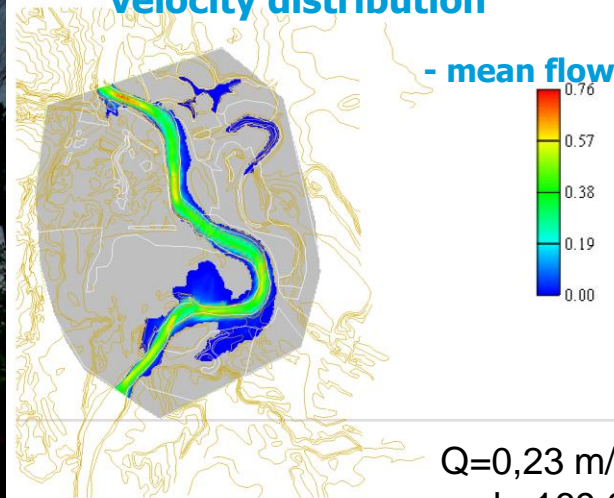 velocity distribution
- mean flow
0.76
0.57
0.38
0.19
0.00
Q=0,23 m/